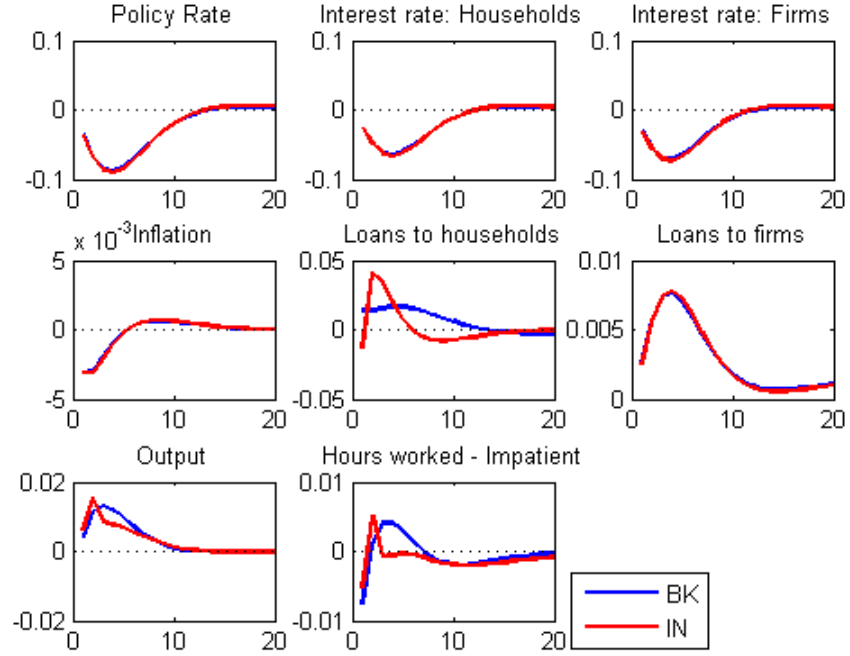 Policy Rate
Interest rate: Households
Interest rate: Firms
0.1
0
-0.1
0 10 20
0.1
0
-0.1
0 10 20
0.1
0
-0.1
0 10 20
x 10⁻³ Inflation
Loans to households
Loans to firms
5
0
-5
0 10 20
0.05
0
-0.05
0 10 20
0.01
0.005
0
0 10 20
Output
Hours worked - Impatient
0.02
0
-0.02
0 10 20
0.01
0
-0.01
0 10 20
BK
IN